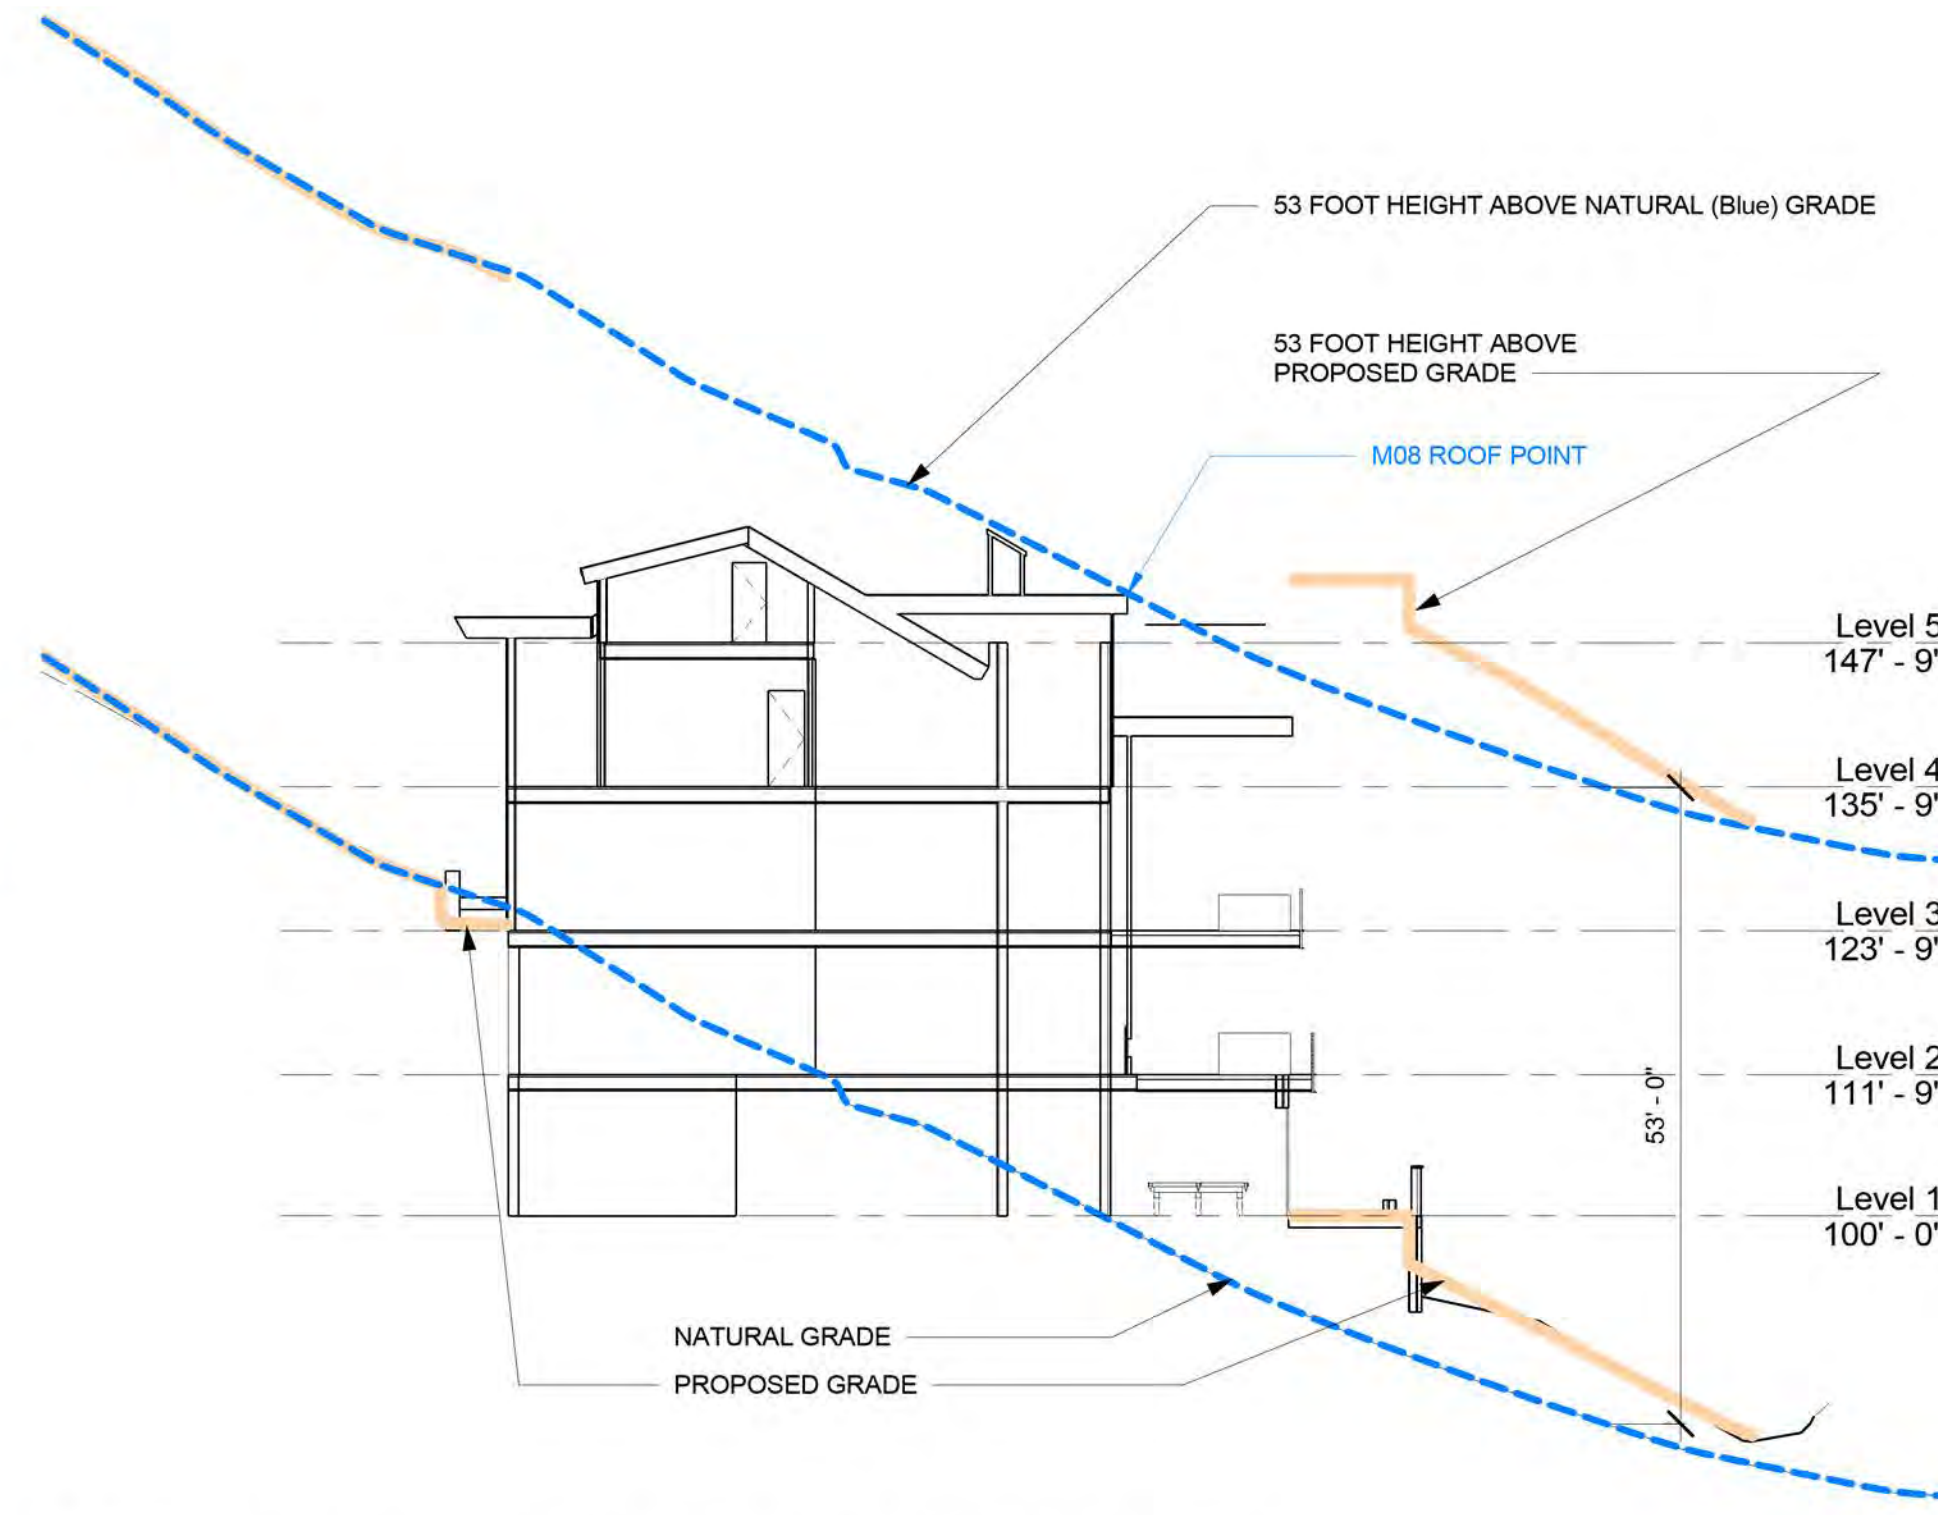 53 FOOT HEIGHT ABOVE NATURAL (Blue) GRADE
53 FOOT HEIGHT ABOVE
PROPOSED GRADE
M08 ROOF POINT
Level 5
147' - 9"
Level 4
135' - 9"
Level 3
123' - 9"
Level 2
111' - 9"
53' - 0"
Level 1
100' - 0"
NATURAL GRADE
PROPOSED GRADE